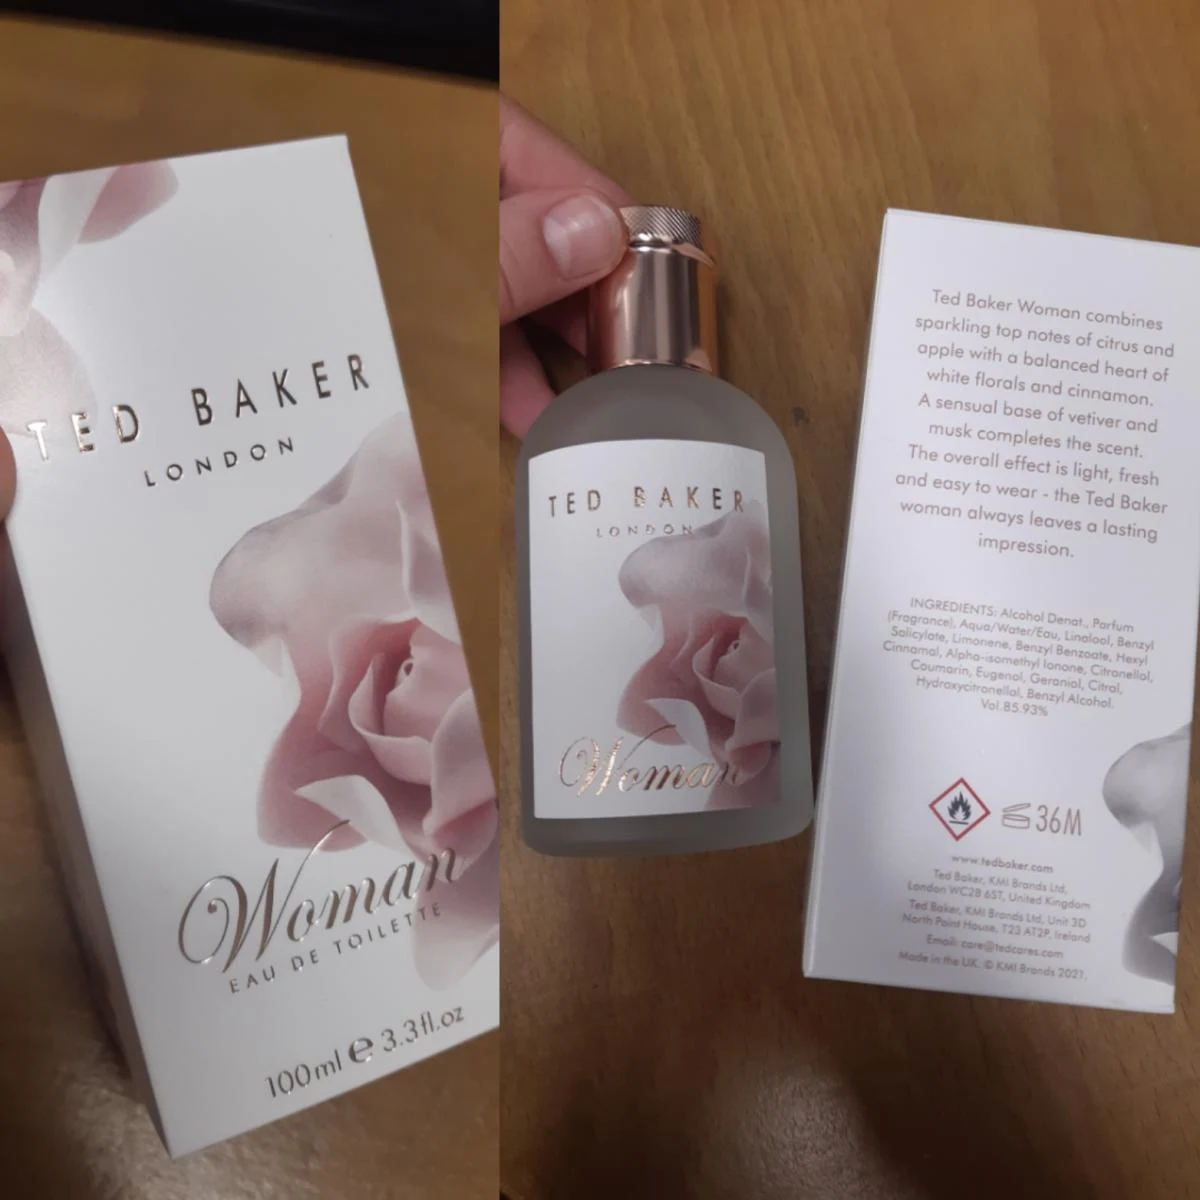 TED BAKER
LONDON
Woman
EAU DE TOILETTE
100ml e 3.3fl.oz
TED BAKER
LONDON
Woman
Ted Baker Woman combines
sparkling top notes of citrus and
apple with a balanced heart of
white florals and cinnamon.
A sensual base of vetiver and
musk completes the scent.
The overall effect is light, fresh
and easy to wear - the Ted Baker
woman always leaves a lasting
impression.
INGREDIENTS: Alcohol Denat., Parfum
(Fragrance), Aqua/Water/Eau, Linalool, Benzyl
Salicylate, Limonene, Benzyl Benzoate, Hexyl
Cinnamal, Alpha-isomethyl Ionone, Citronellol,
Coumarin, Eugenol, Geraniol, Citral,
Hydroxycitronellal, Benzyl Alcohol.
Vol.85.93%
36M
www.tedbaker.com
Ted Baker, KMI Brands Ltd,
London WC2B 6ST, United Kingdom
Ted Baker, KMI Brands Ltd, Unit 3D
North Point House, T23 AT2P, Ireland
Email: care@tedcares.com
Made in the UK. © KMI Brands 2021.